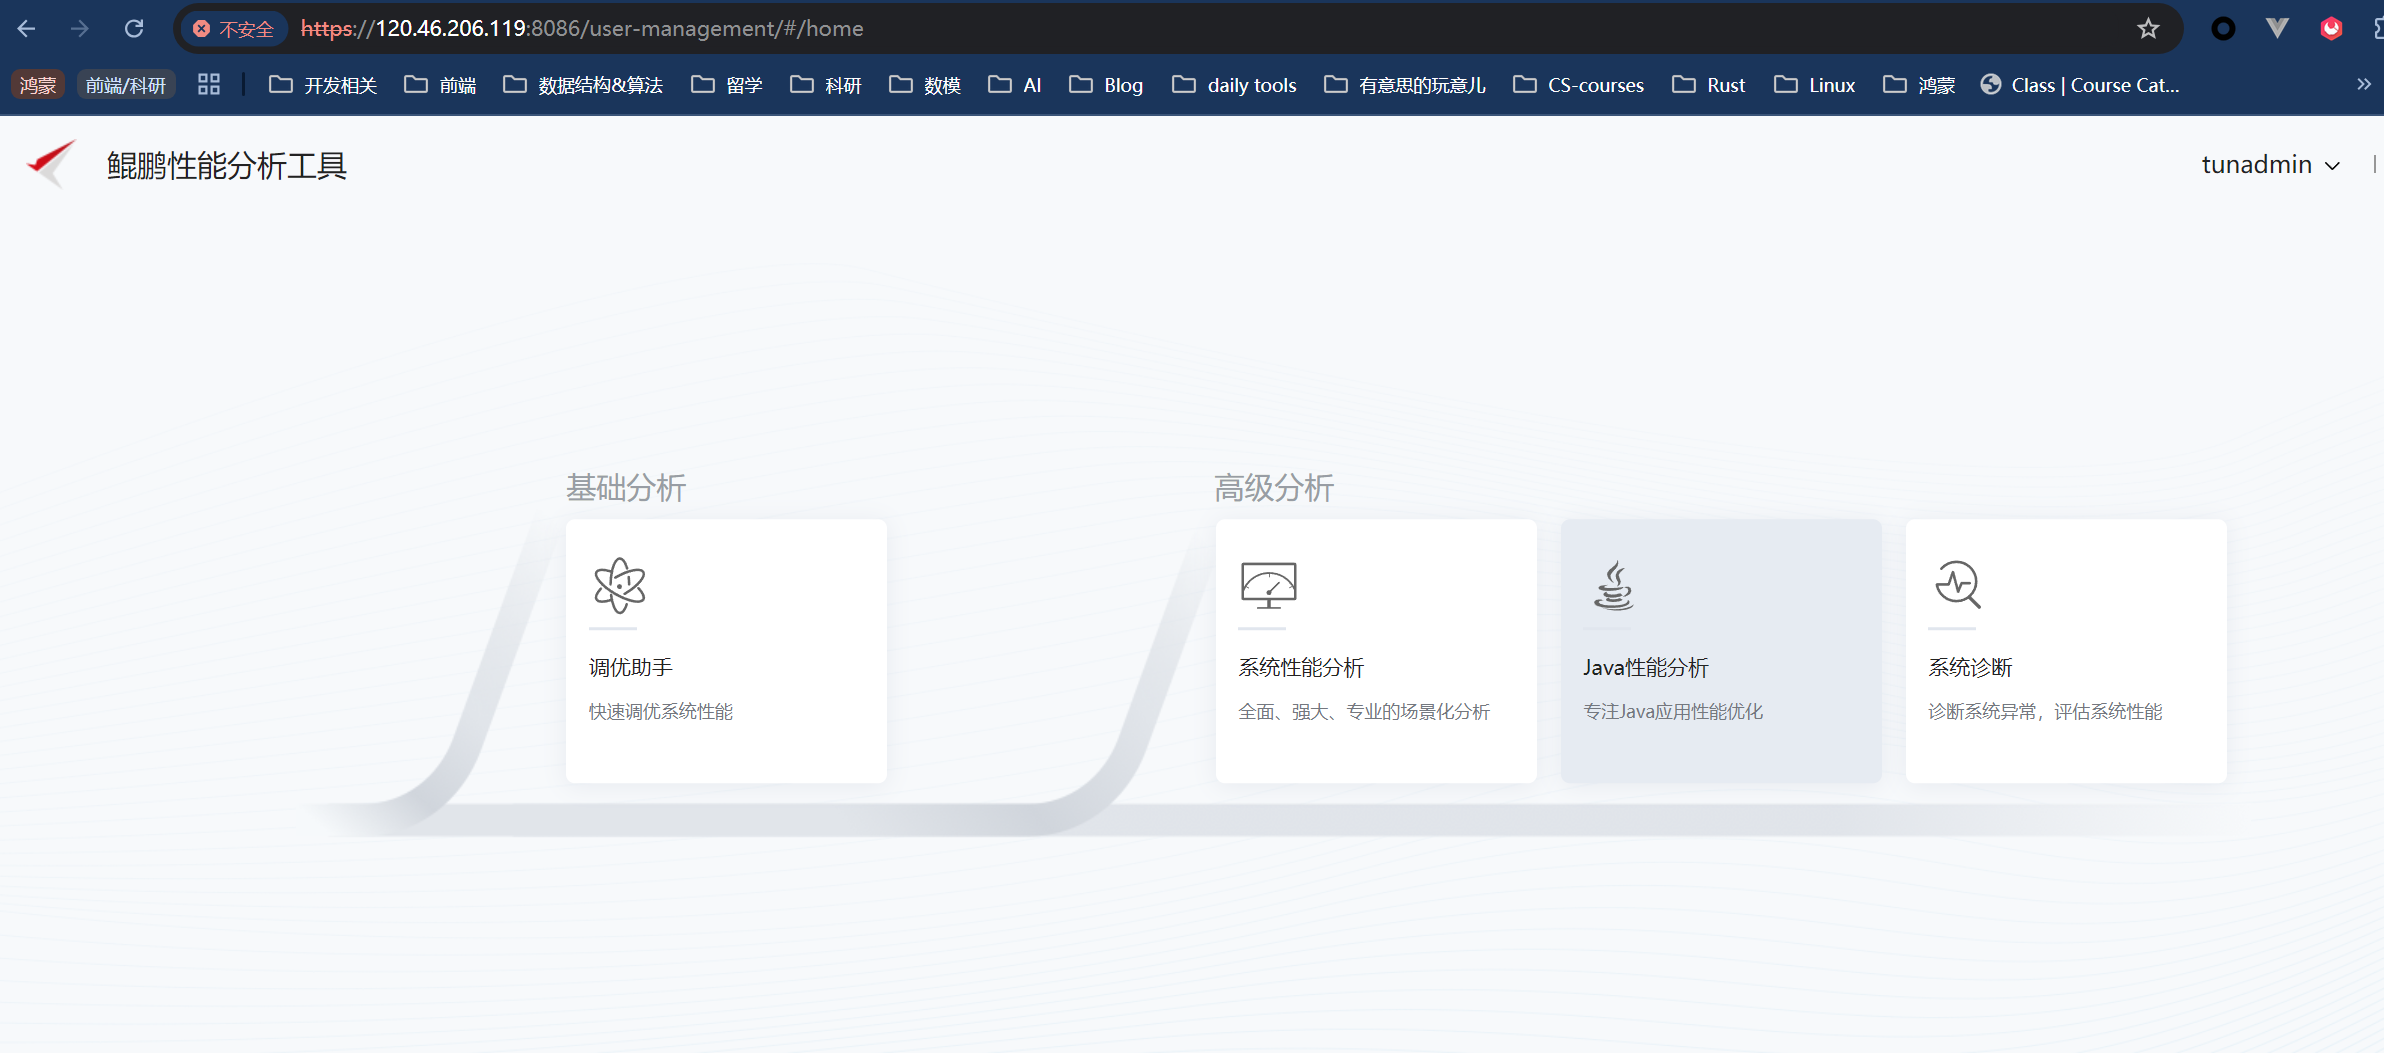 不安全 https://120.46.206.119:8086/user-management/#/home
鸿蒙 前端/科研 开发相关 前端 数据结构&算法 留学 科研 数模 AI Blog daily tools 有意思的玩意儿 CS-courses Rust Linux 鸿蒙 Class | Course Cat...
鲲鹏性能分析工具
tunadmin
基础分析
调优助手
快速调优系统性能
高级分析
系统性能分析
全面、强大、专业的场景化分析
Java性能分析
专注Java应用性能优化
系统诊断
诊断系统异常，评估系统性能